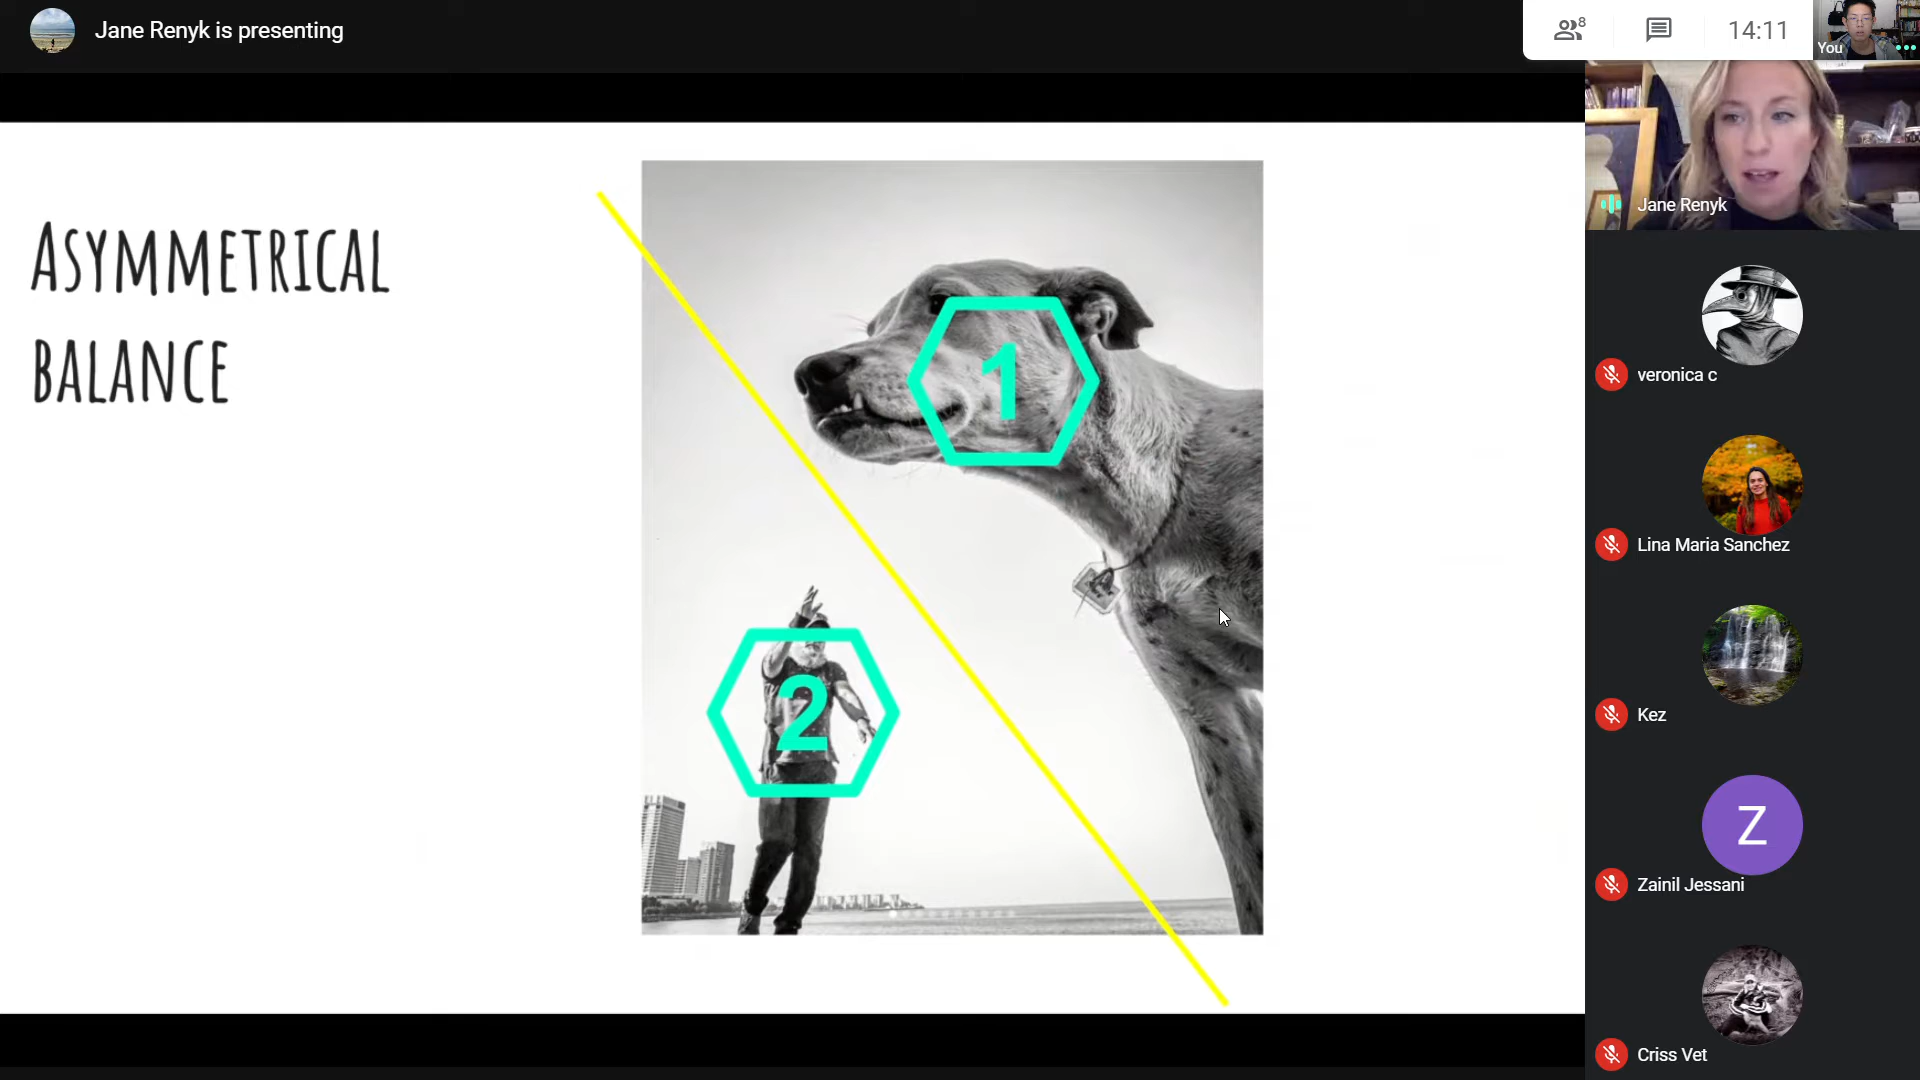 Jane Renyk is presenting
8
14:11
You
Jane Renyk
ASYMMETRICAL
BALANCE
1
2
veronica c
Lina Maria Sanchez
Kez
Z
Zainil Jessani
Criss Vet